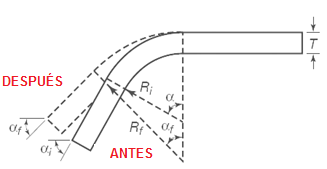 T
DESPUÉS
Ri
α
Rf
αf
αf
αi
ANTES